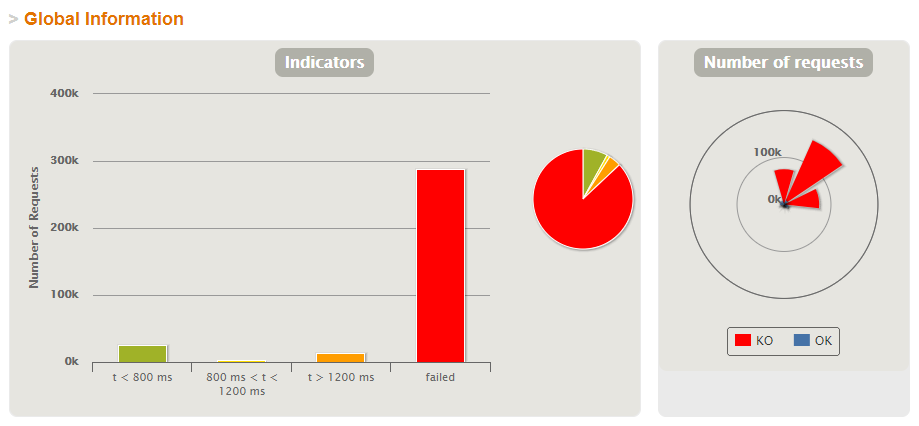 > Global Information
Indicators
Number of requests
400k
300k
200k
100k
0k
Number of Requests
t < 800 ms
800 ms < t <
1200 ms
t > 1200 ms
failed
100k
0k
KO
OK